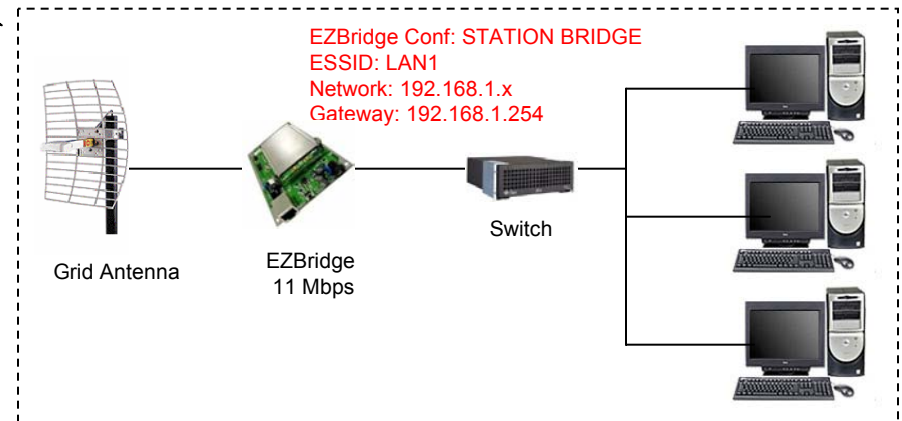 EZBridge Conf: STATION BRIDGE
ESSID: LAN1
Network: 192.168.1.x
Gateway: 192.168.1.254
Switch
Grid Antenna
EZBridge
11 Mbps